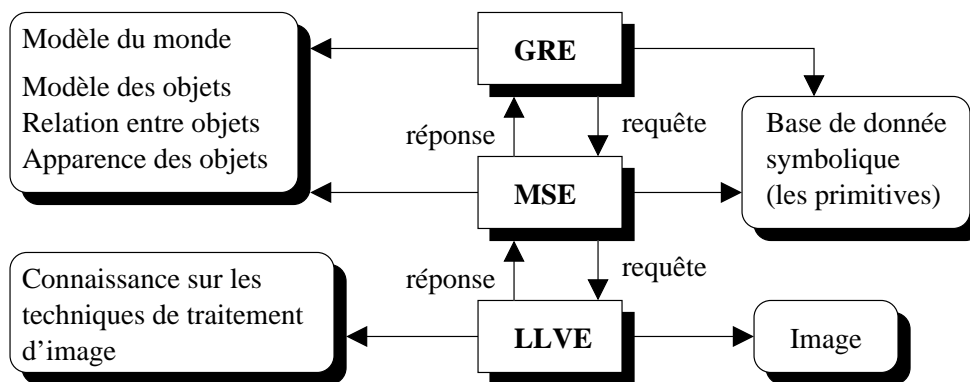 Modèle du monde
Modèle des objets
Relation entre objets
Apparence des objets
GRE
réponse
requête
Base de donnée
symbolique
(les primitives)
MSE
réponse
requête
Connaissance sur les
techniques de traitement
d’image
LLVE
Image